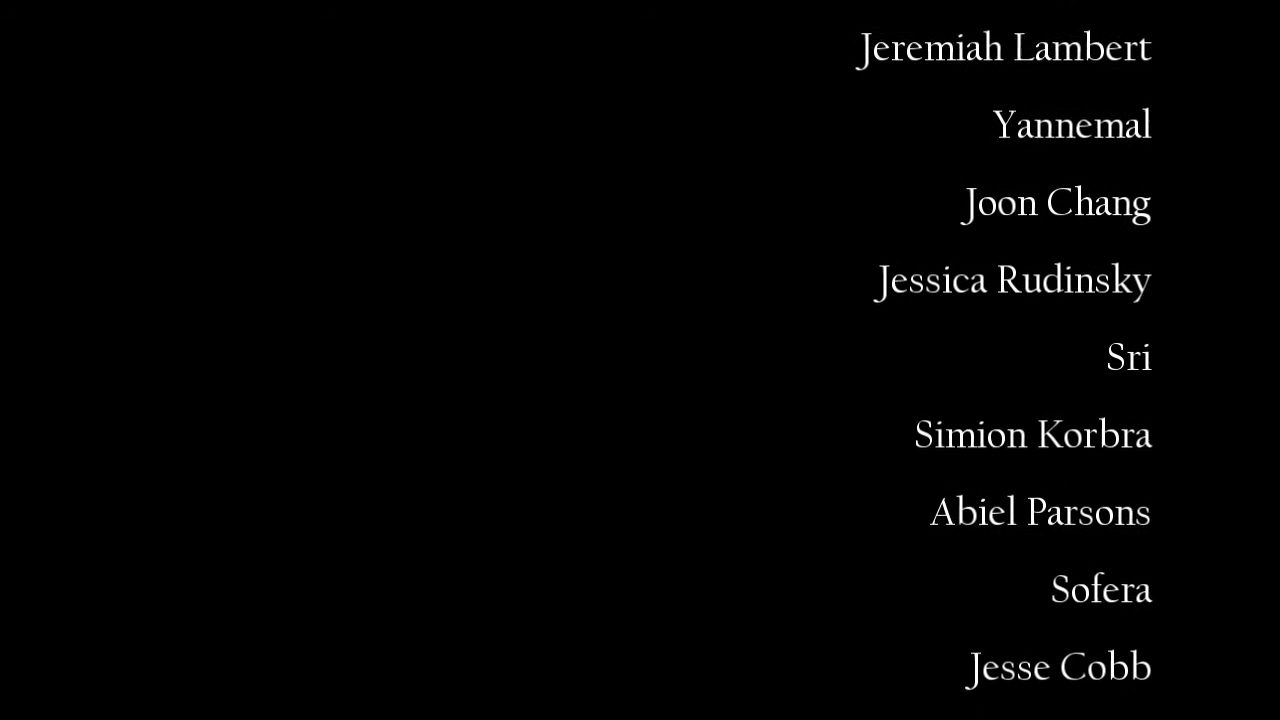 Jeremiah Lambert
Yannemal
Joon Chang
Jessica Rudinsky
Sri
Simion Korbra
Abiel Parsons
Sofera
Jesse Cobb